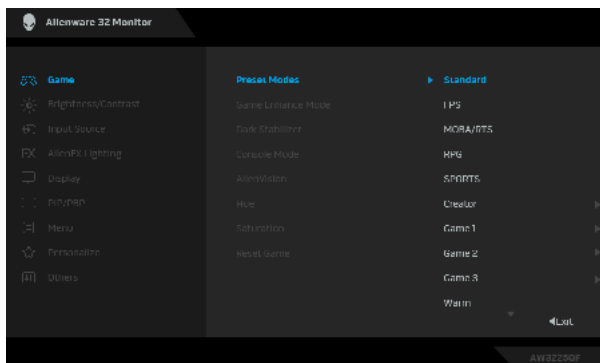 Alienware 32 Monitor
Game
Preset Modes
Standard
Brightness/Contrast
Game Enhance Mode
FPS
Input Source
Dark Stabilizer
MOBA/RTS
AlienFX Lighting
Console Mode
RPG
Display
AlienVision
SPORTS
PIP/PBP
Hue
Creator
Menu
Saturation
Game 1
Personalize
Reset Game
Game 2
Others
Game 3
Warm
Exit